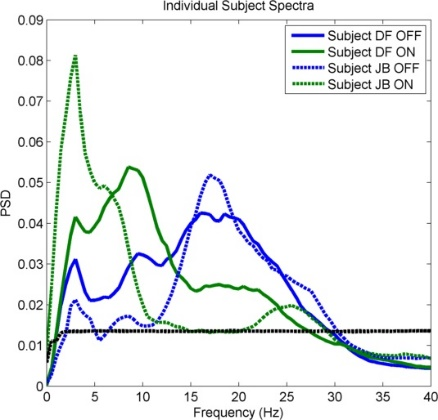 Individual Subject Spectra
0.09
0.08
0.07
0.06
0.05
0.04
0.03
0.02
0.01
0
PSD
Subject DF OFF
Subject DF ON
Subject JB OFF
Subject JB ON
0 5 10 15 20 25 30 35 40
Frequency (Hz)